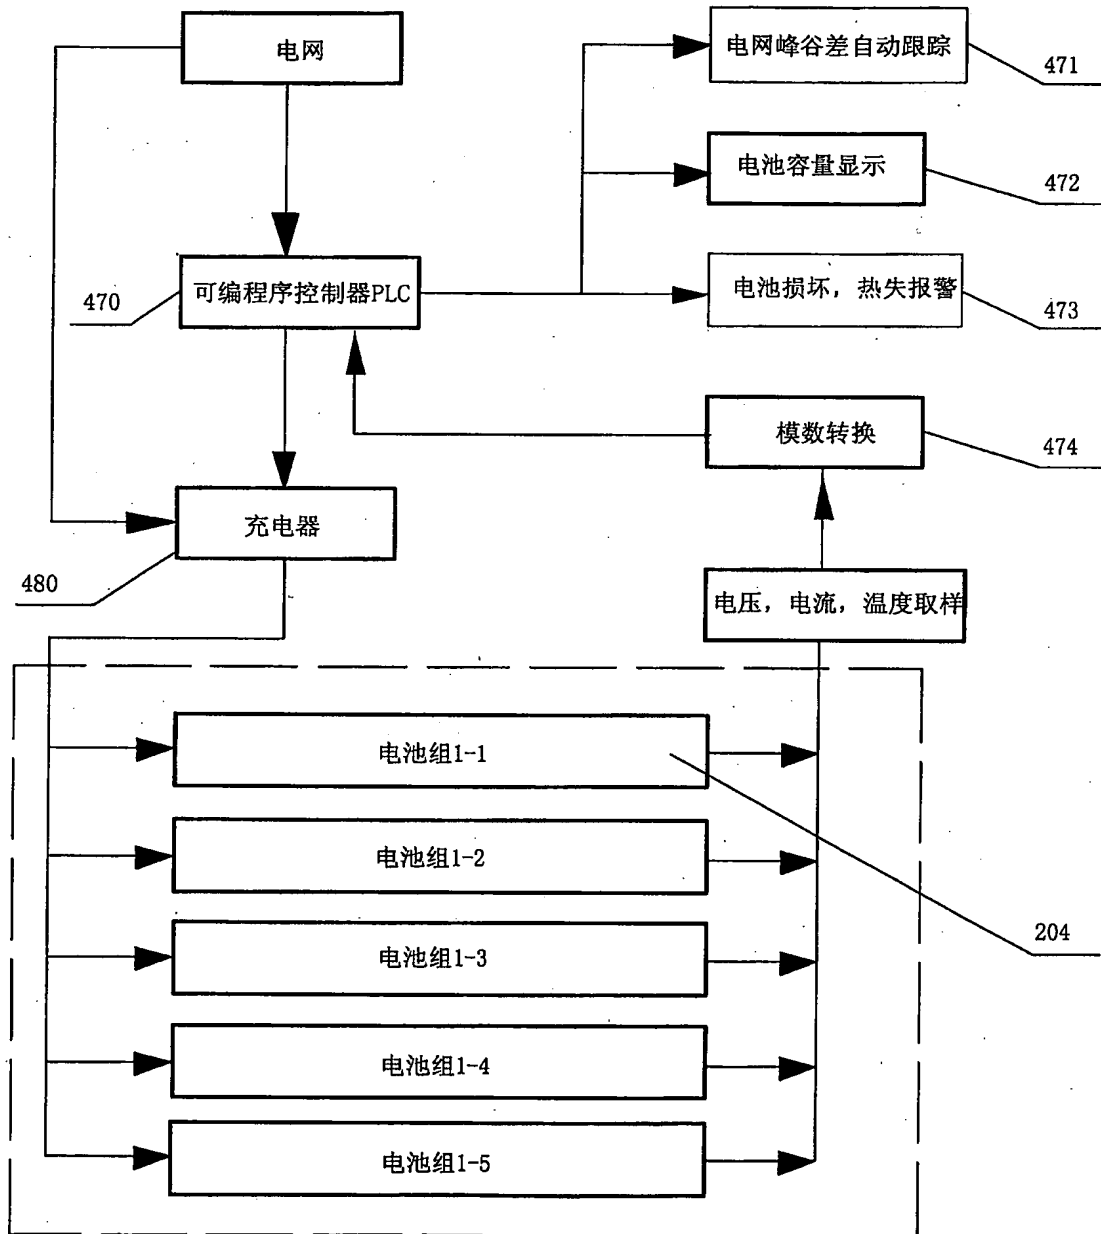 电网
电网峰谷差自动跟踪
471
电池容量显示
472
可编程序控制器PLC
470
电池损坏，热失报警
473
模数转换
474
充电器
480
电压，电流，温度取样
电池组1-1
电池组1-2
204
电池组1-3
电池组1-4
电池组1-5